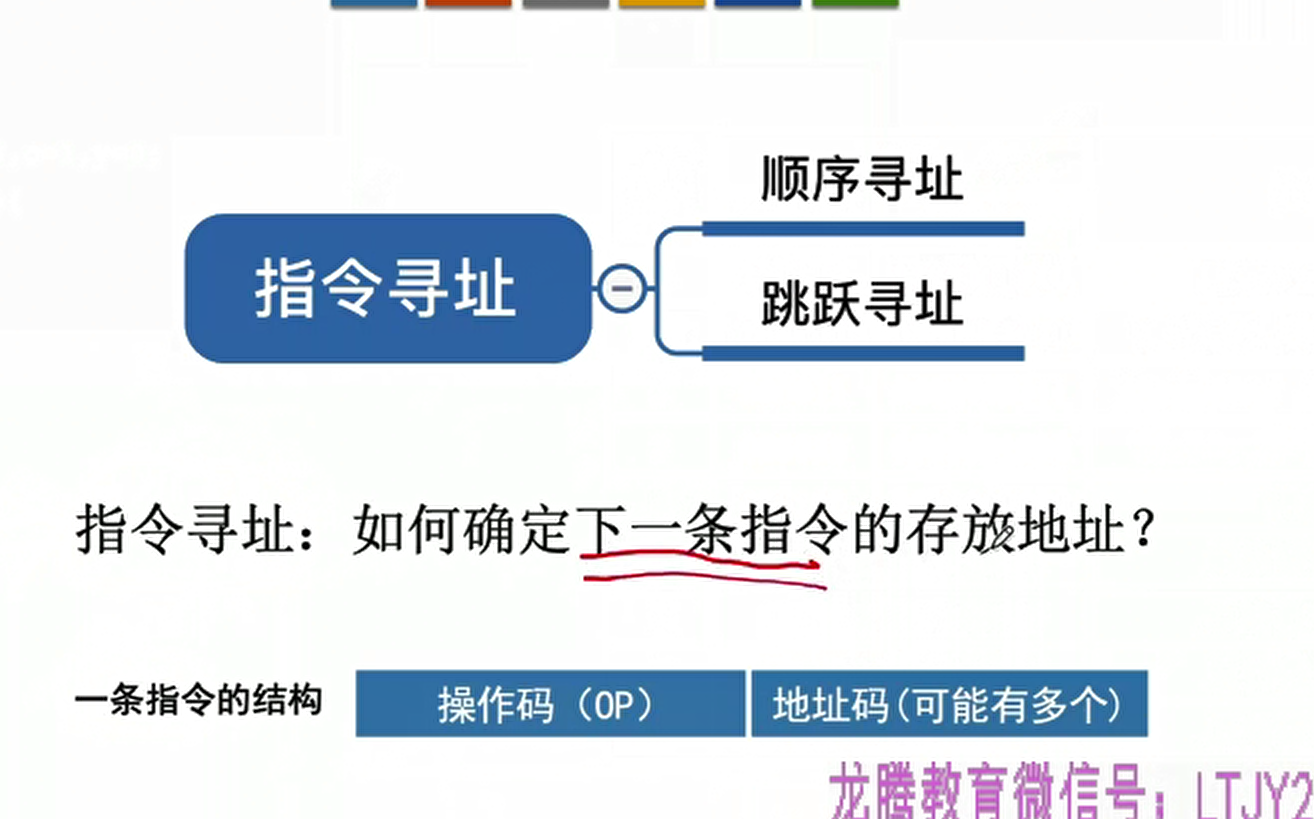 顺序寻址
指令寻址
跳跃寻址
指令寻址：如何确定下一条指令的存放地址？
一条指令的结构 操作码（OP） 地址码(可能有多个)
龙腾教育微信号：LTJY2